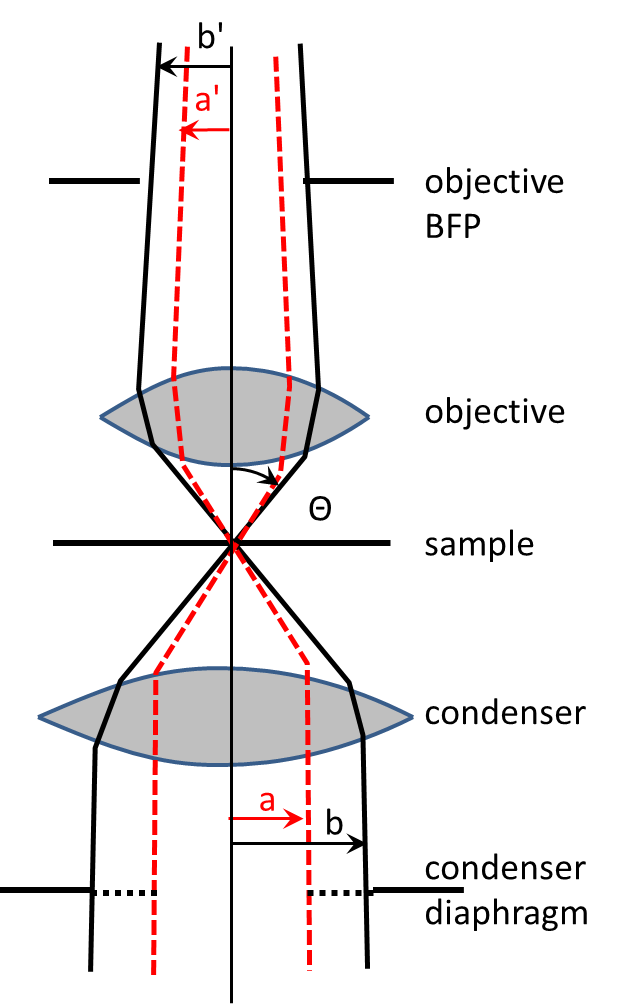 b'
a'
objective
BFP
objective
Θ
sample
condenser
a
b
condenser
diaphragm